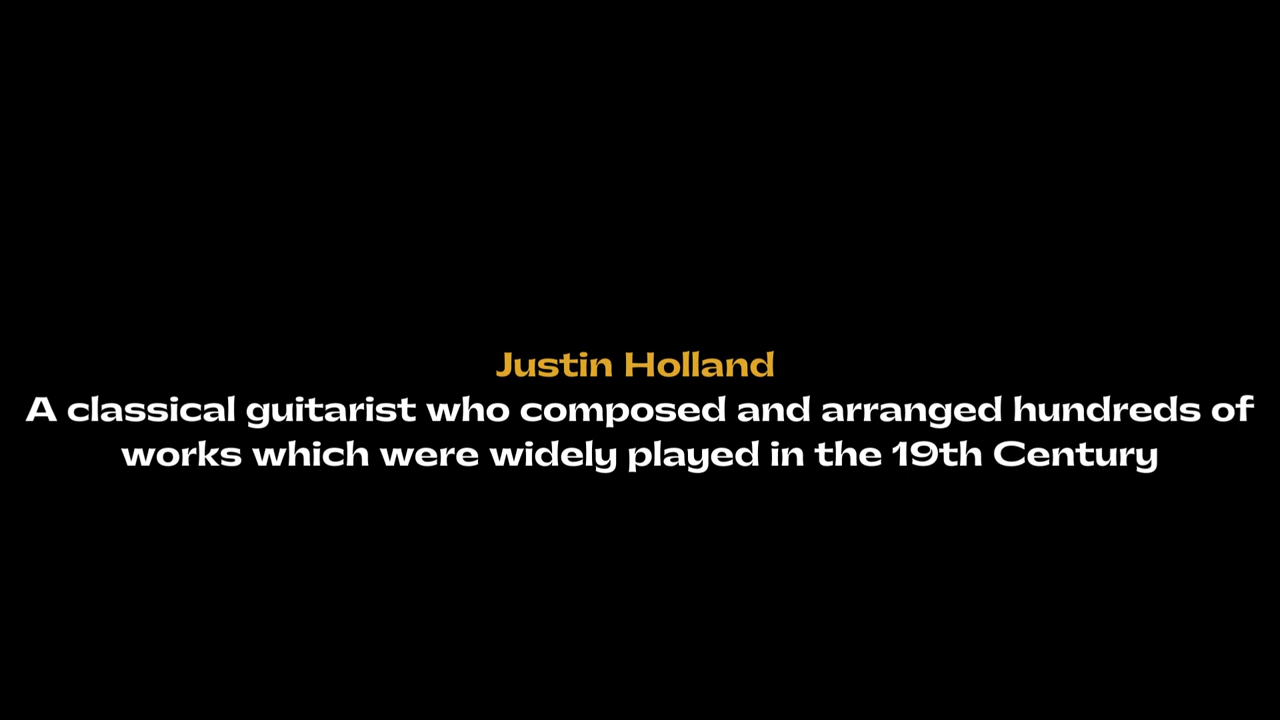 Justin Holland
A classical guitarist who composed and arranged hundreds of
works which were widely played in the 19th Century